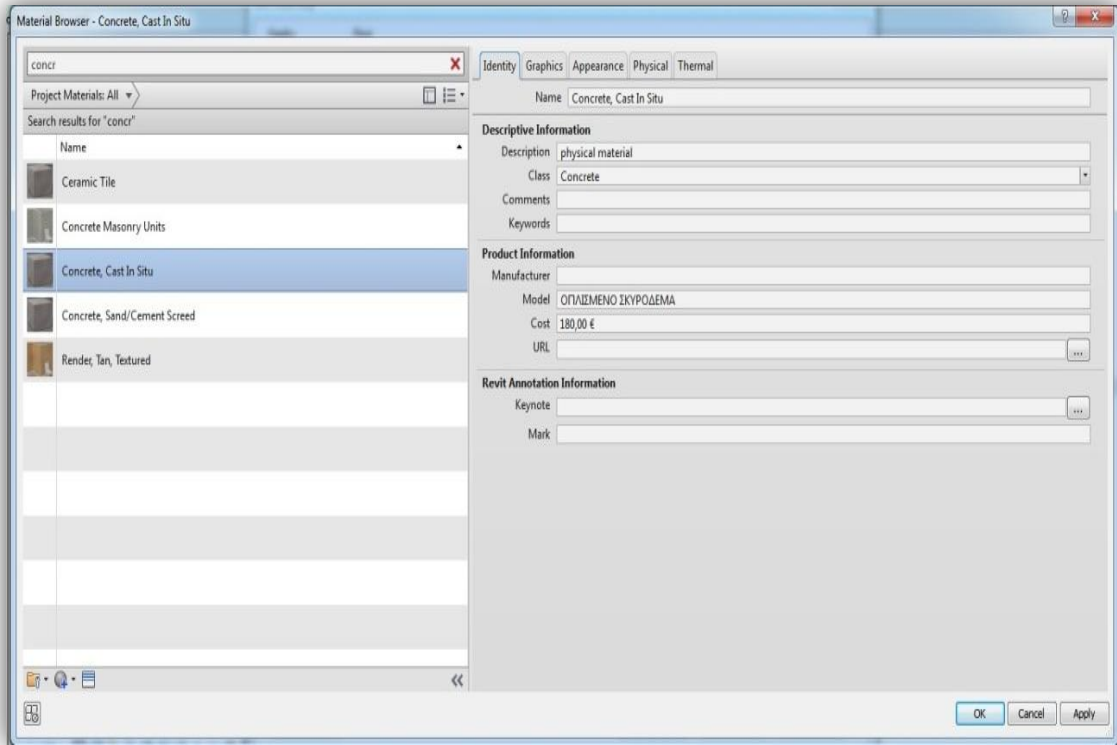 Material Browser - Concrete, Cast In Situ
concr
Project Materials: All
Search results for "concr"
Name
Ceramic Tile
Concrete Masonry Units
Concrete, Cast In Situ
Concrete, Sand/Cement Screed
Render, Tan, Textured
Identity Graphics Appearance Physical Thermal
Name Concrete, Cast In Situ
Descriptive Information
Description physical material
Class Concrete
Comments
Keywords
Product Information
Manufacturer
Model ΟΠΛΙΣΜΕΝΟ ΣΚΥΡΟΔΕΜΑ
Cost 180,00 €
URL ...
Revit Annotation Information
Keynote ...
Mark
OK Cancel Apply